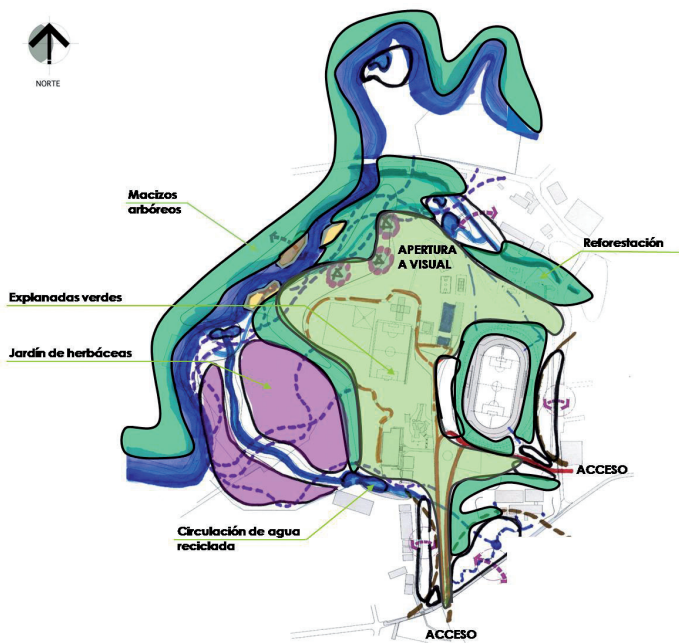 NORTE
Macizos
arbóreos
APERTURA
A VISUAL
Reforestación
Explanadas verdes
Jardín de herbáceas
ACCESO
Circulación de agua
reciclada
ACCESO